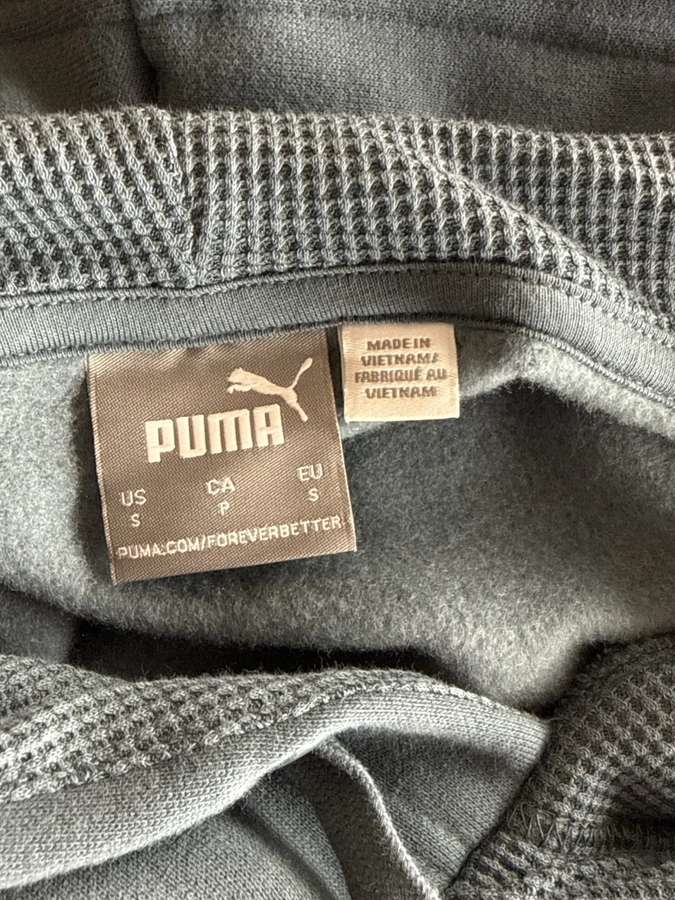 PUMA
US CA EU
S P S
PUMA.COM/FOREVERBETTER
MADE IN
VIETNAM/
FABRIQUÉ AU
VIETNAM